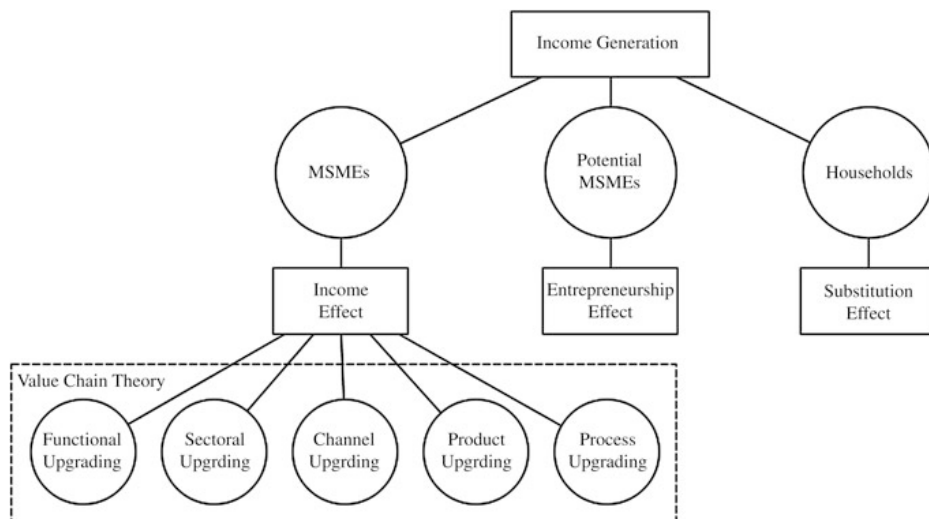 Income Generation
MSMEs
Potential
MSMEs
Households
Income
Effect
Entrepreneurship
Effect
Substitution
Effect
Value Chain Theory
Functional
Upgrading
Sectoral
Upgrding
Channel
Upgrding
Product
Upgrding
Process
Upgrading